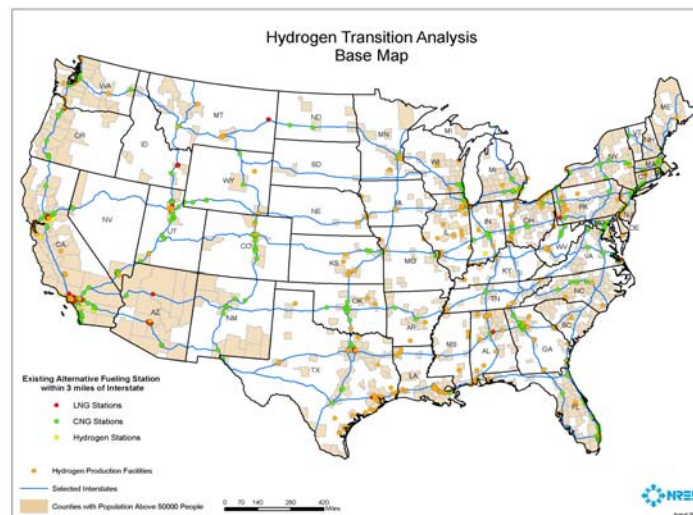 Hydrogen Transition Analysis
Base Map
WA
MT
ND
MN
MI
ME
VT
NH
OR
ID
SD
WI
MI
NY
MA
WY
IA
PA
NV
NE
IN
OH
DE
UT
CO
WV
VA
CA
KS
MO
KY
AZ
NM
OK
AR
TN
NC
SC
MS
AL
GA
TX
LA
FL
Existing Alternative Fueling Station
within 3 miles of Interstate
LNG Stations
CNG Stations
Hydrogen Stations
Hydrogen Production Facilities
Selected Interstates
Counties with Population Above 50000 People
0 70 140 280 420
Miles